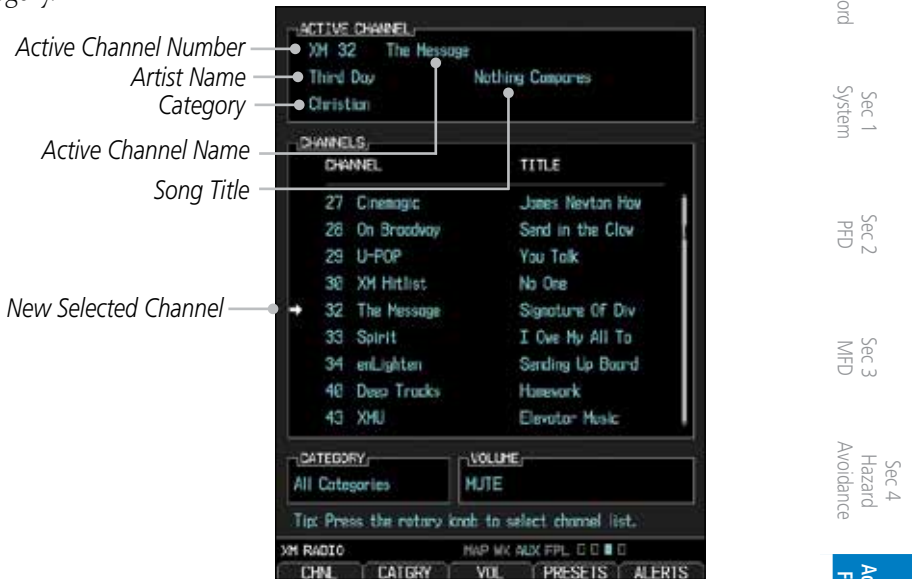 ACTIVE CHANNEL
Active Channel Number
XM 32 The Message
Artist Name
Third Day Nothing Compares
Category
Christian
Active Channel Name
CHANNELS
CHANNEL TITLE
Song Title
27 Cinemagic James Newton How
28 On Broadway Send in the Clow
29 U-POP You Talk
30 XM Hitlist No One
New Selected Channel
32 The Message Signature Of Div
33 Spirit I Owe My All To
34 enLighten Sending Up Board
40 Deep Tracks Homework
43 XMU Elevator Music
CATEGORY VOLUME
All Categories MUTE
Tip: Press the rotary knob to select channel list.
XM RADIO MAP WX AUX FPL
CHNL CATGRY VOL PRESETS ALERTS
Sec 1
System
Sec 2
PFD
Sec 3
MFD
Sec 4
Hazard
Avoidance